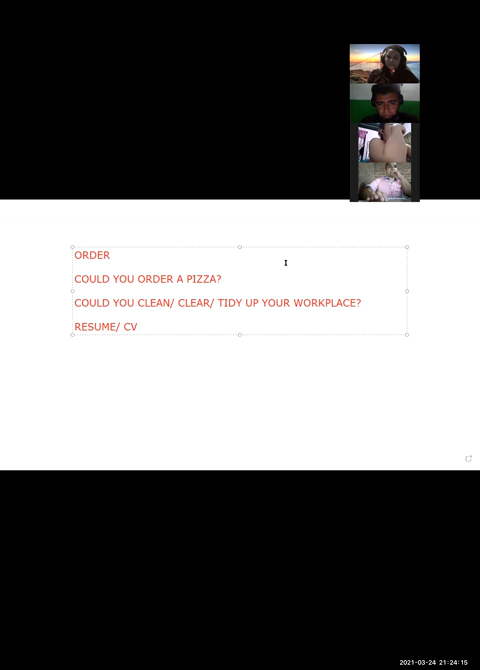 ORDER
COULD YOU ORDER A PIZZA?
COULD YOU CLEAN/ CLEAR/ TIDY UP YOUR WORKPLACE?
RESUME/ CV
2021-03-24 21:24:15